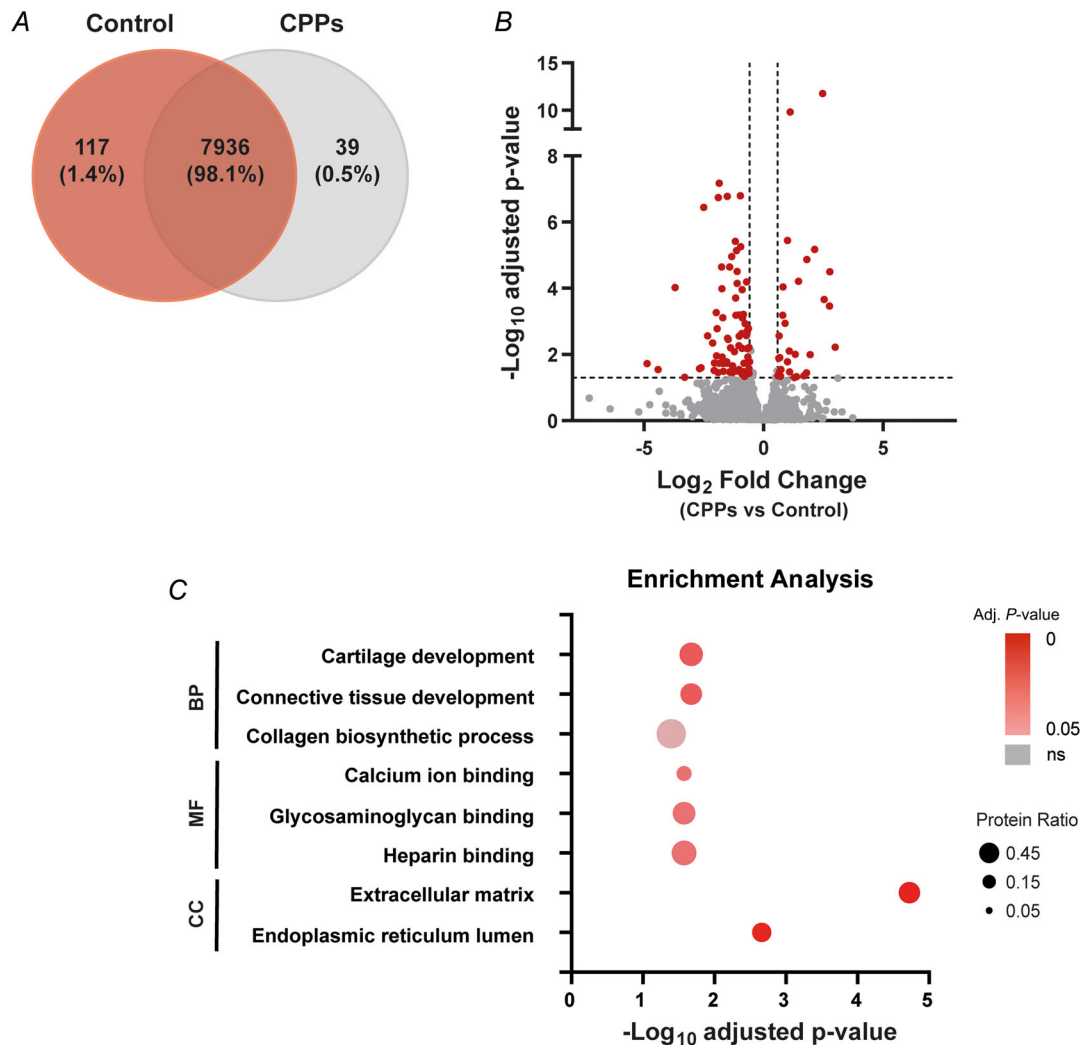 A
Control
CPPs
117
(1.4%)
7936
(98.1%)
39
(0.5%)
B
-Log10 adjusted p-value
15
10
8
6
4
2
0
-5
0
5
Log2 Fold Change
(CPPs vs Control)
C
Enrichment Analysis
BP
Cartilage development
Connective tissue development
Collagen biosynthetic process
MF
Calcium ion binding
Glycosaminoglycan binding
Heparin binding
CC
Extracellular matrix
Endoplasmic reticulum lumen
0
1
2
3
4
5
-Log10 adjusted p-value
Adj. P-value
0
0.05
ns
Protein Ratio
0.45
0.15
0.05